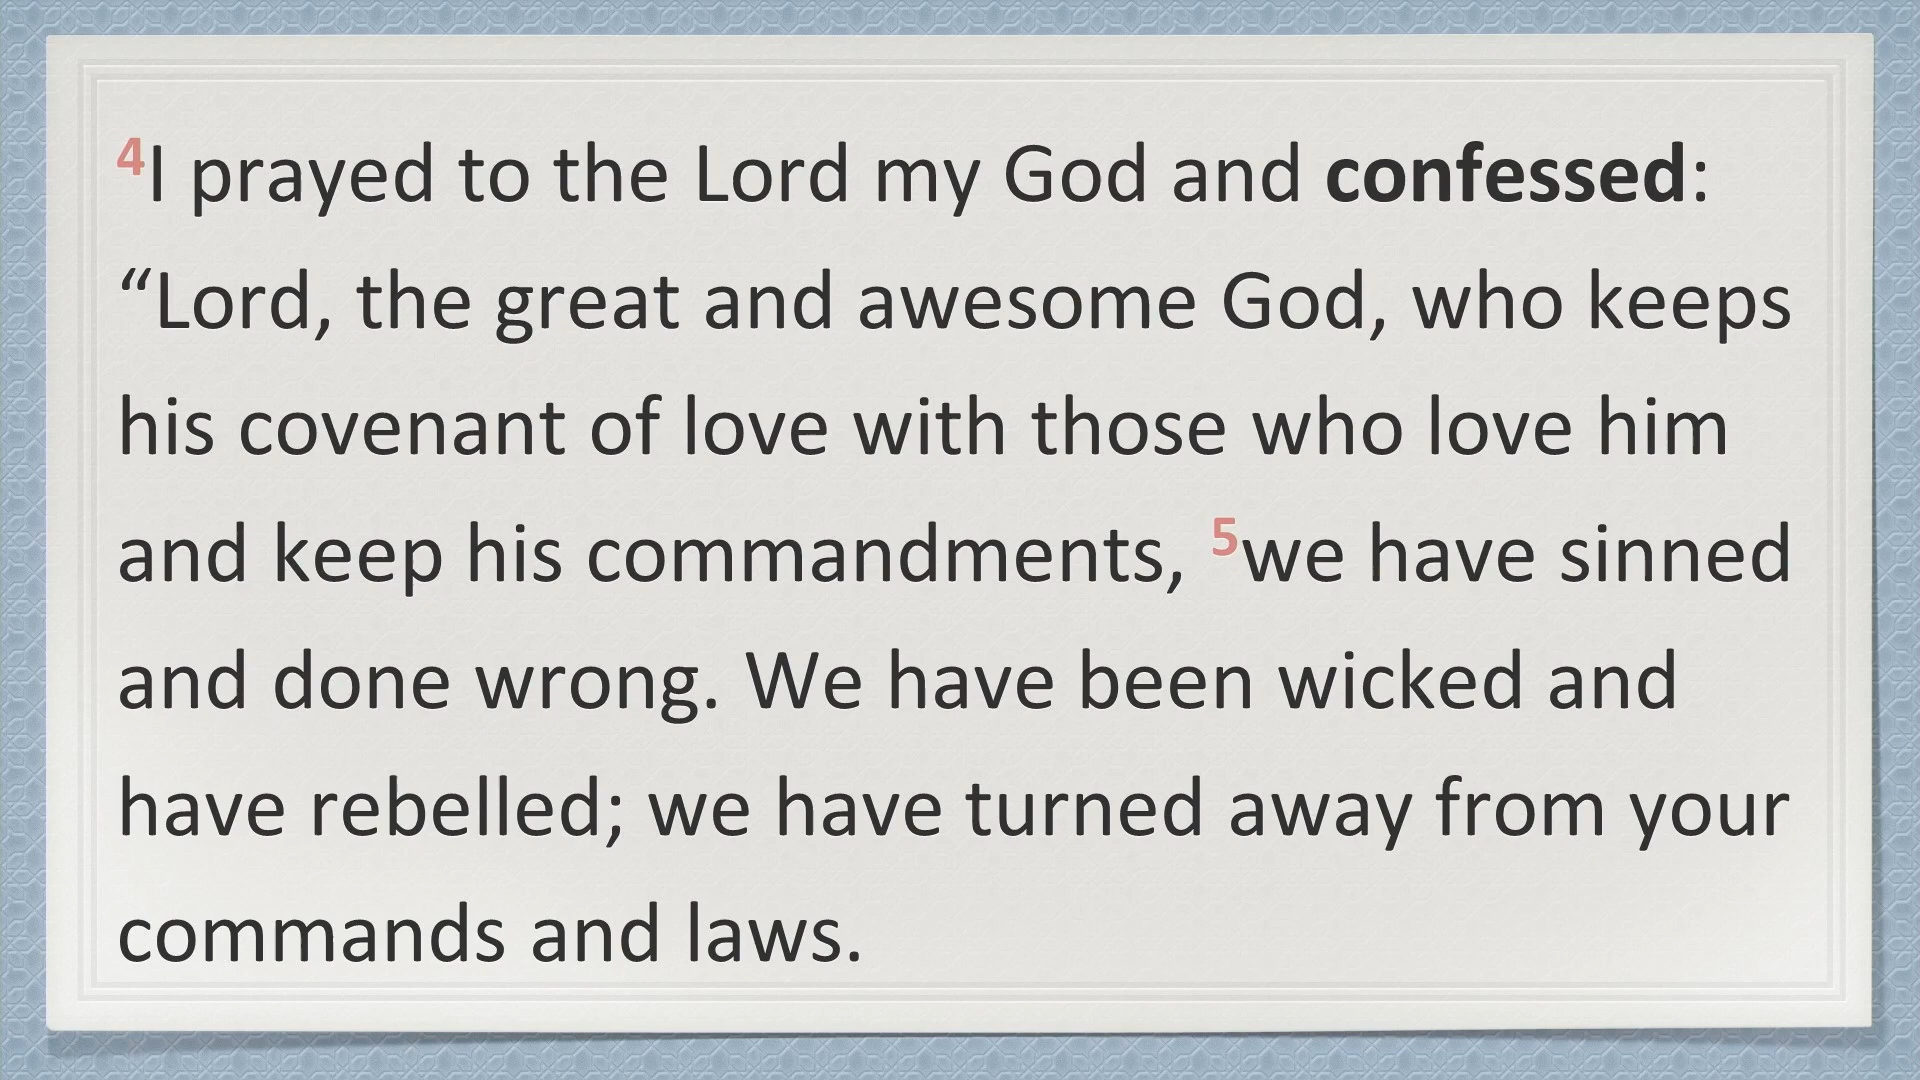 4I prayed to the Lord my God and confessed:
“Lord, the great and awesome God, who keeps
his covenant of love with those who love him
and keep his commandments, 5we have sinned
and done wrong. We have been wicked and
have rebelled; we have turned away from your
commands and laws.